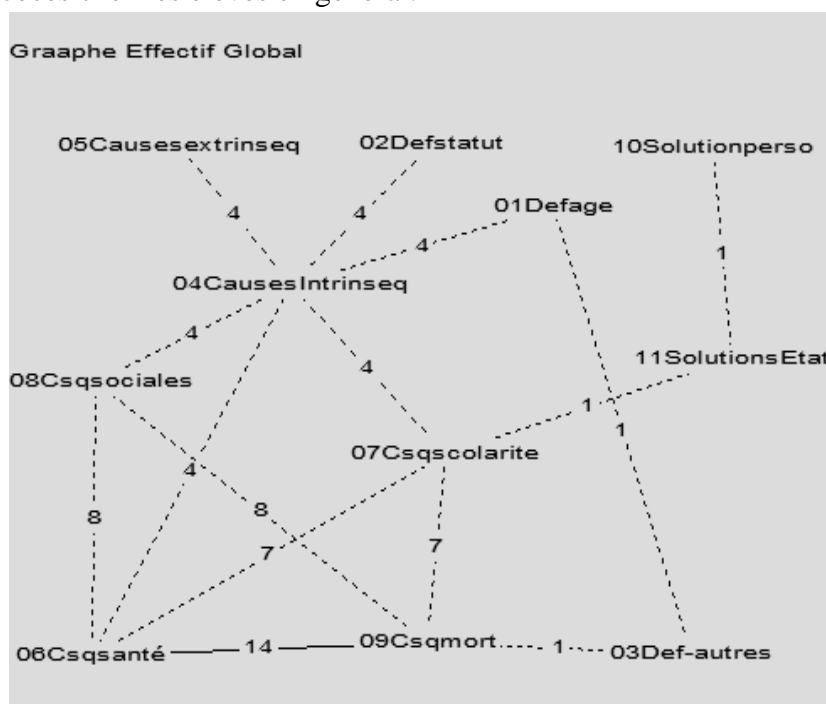 Graaphe Effectif Global
05Causesextrinseq
02Defstatut
10Solutionperso
01Defage
4
4
4
1
04CausesIntrinseq
4
11SolutionsEtat
08Csqsociales
4
1
1
07Csqscolarite
4
8
8
7
7
06Csqsanté
14
09Csqmort
1
03Def-autres